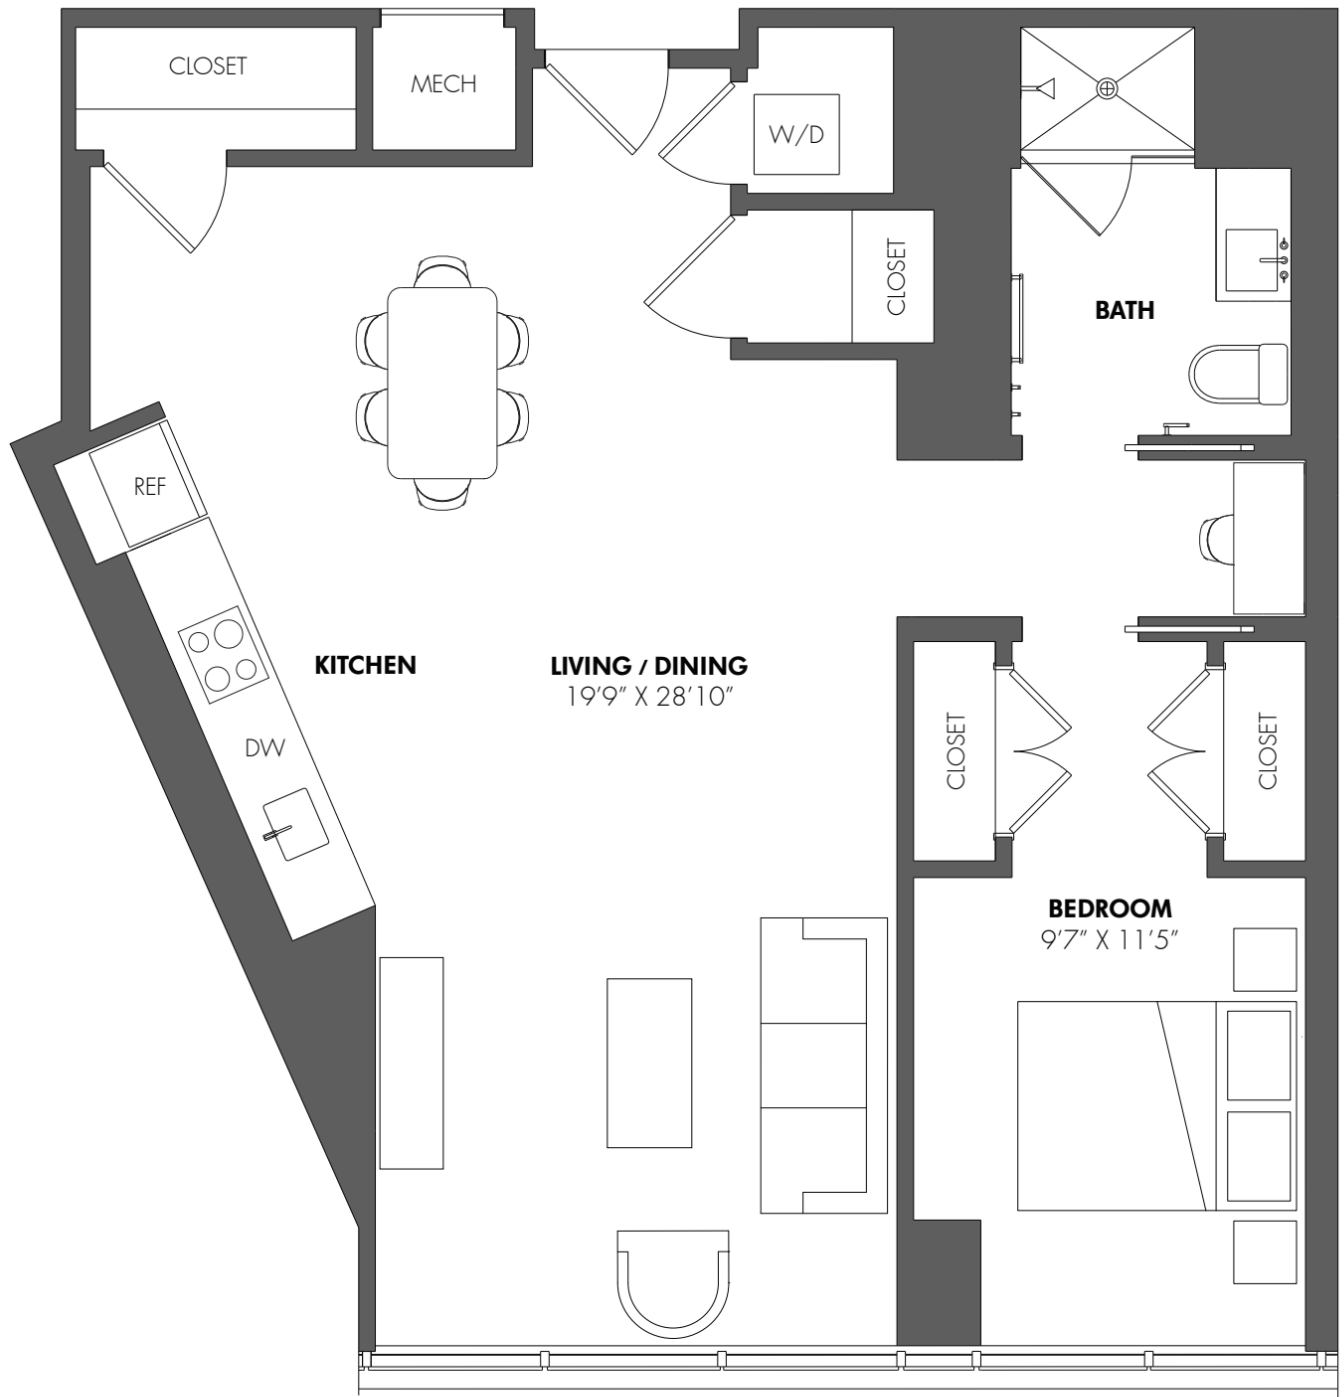 CLOSET
MECH
W/D
CLOSET
BATH
REF
KITCHEN
LIVING / DINING
19'9" X 28'10"
DW
CLOSET
CLOSET
BEDROOM
9'7" X 11'5"